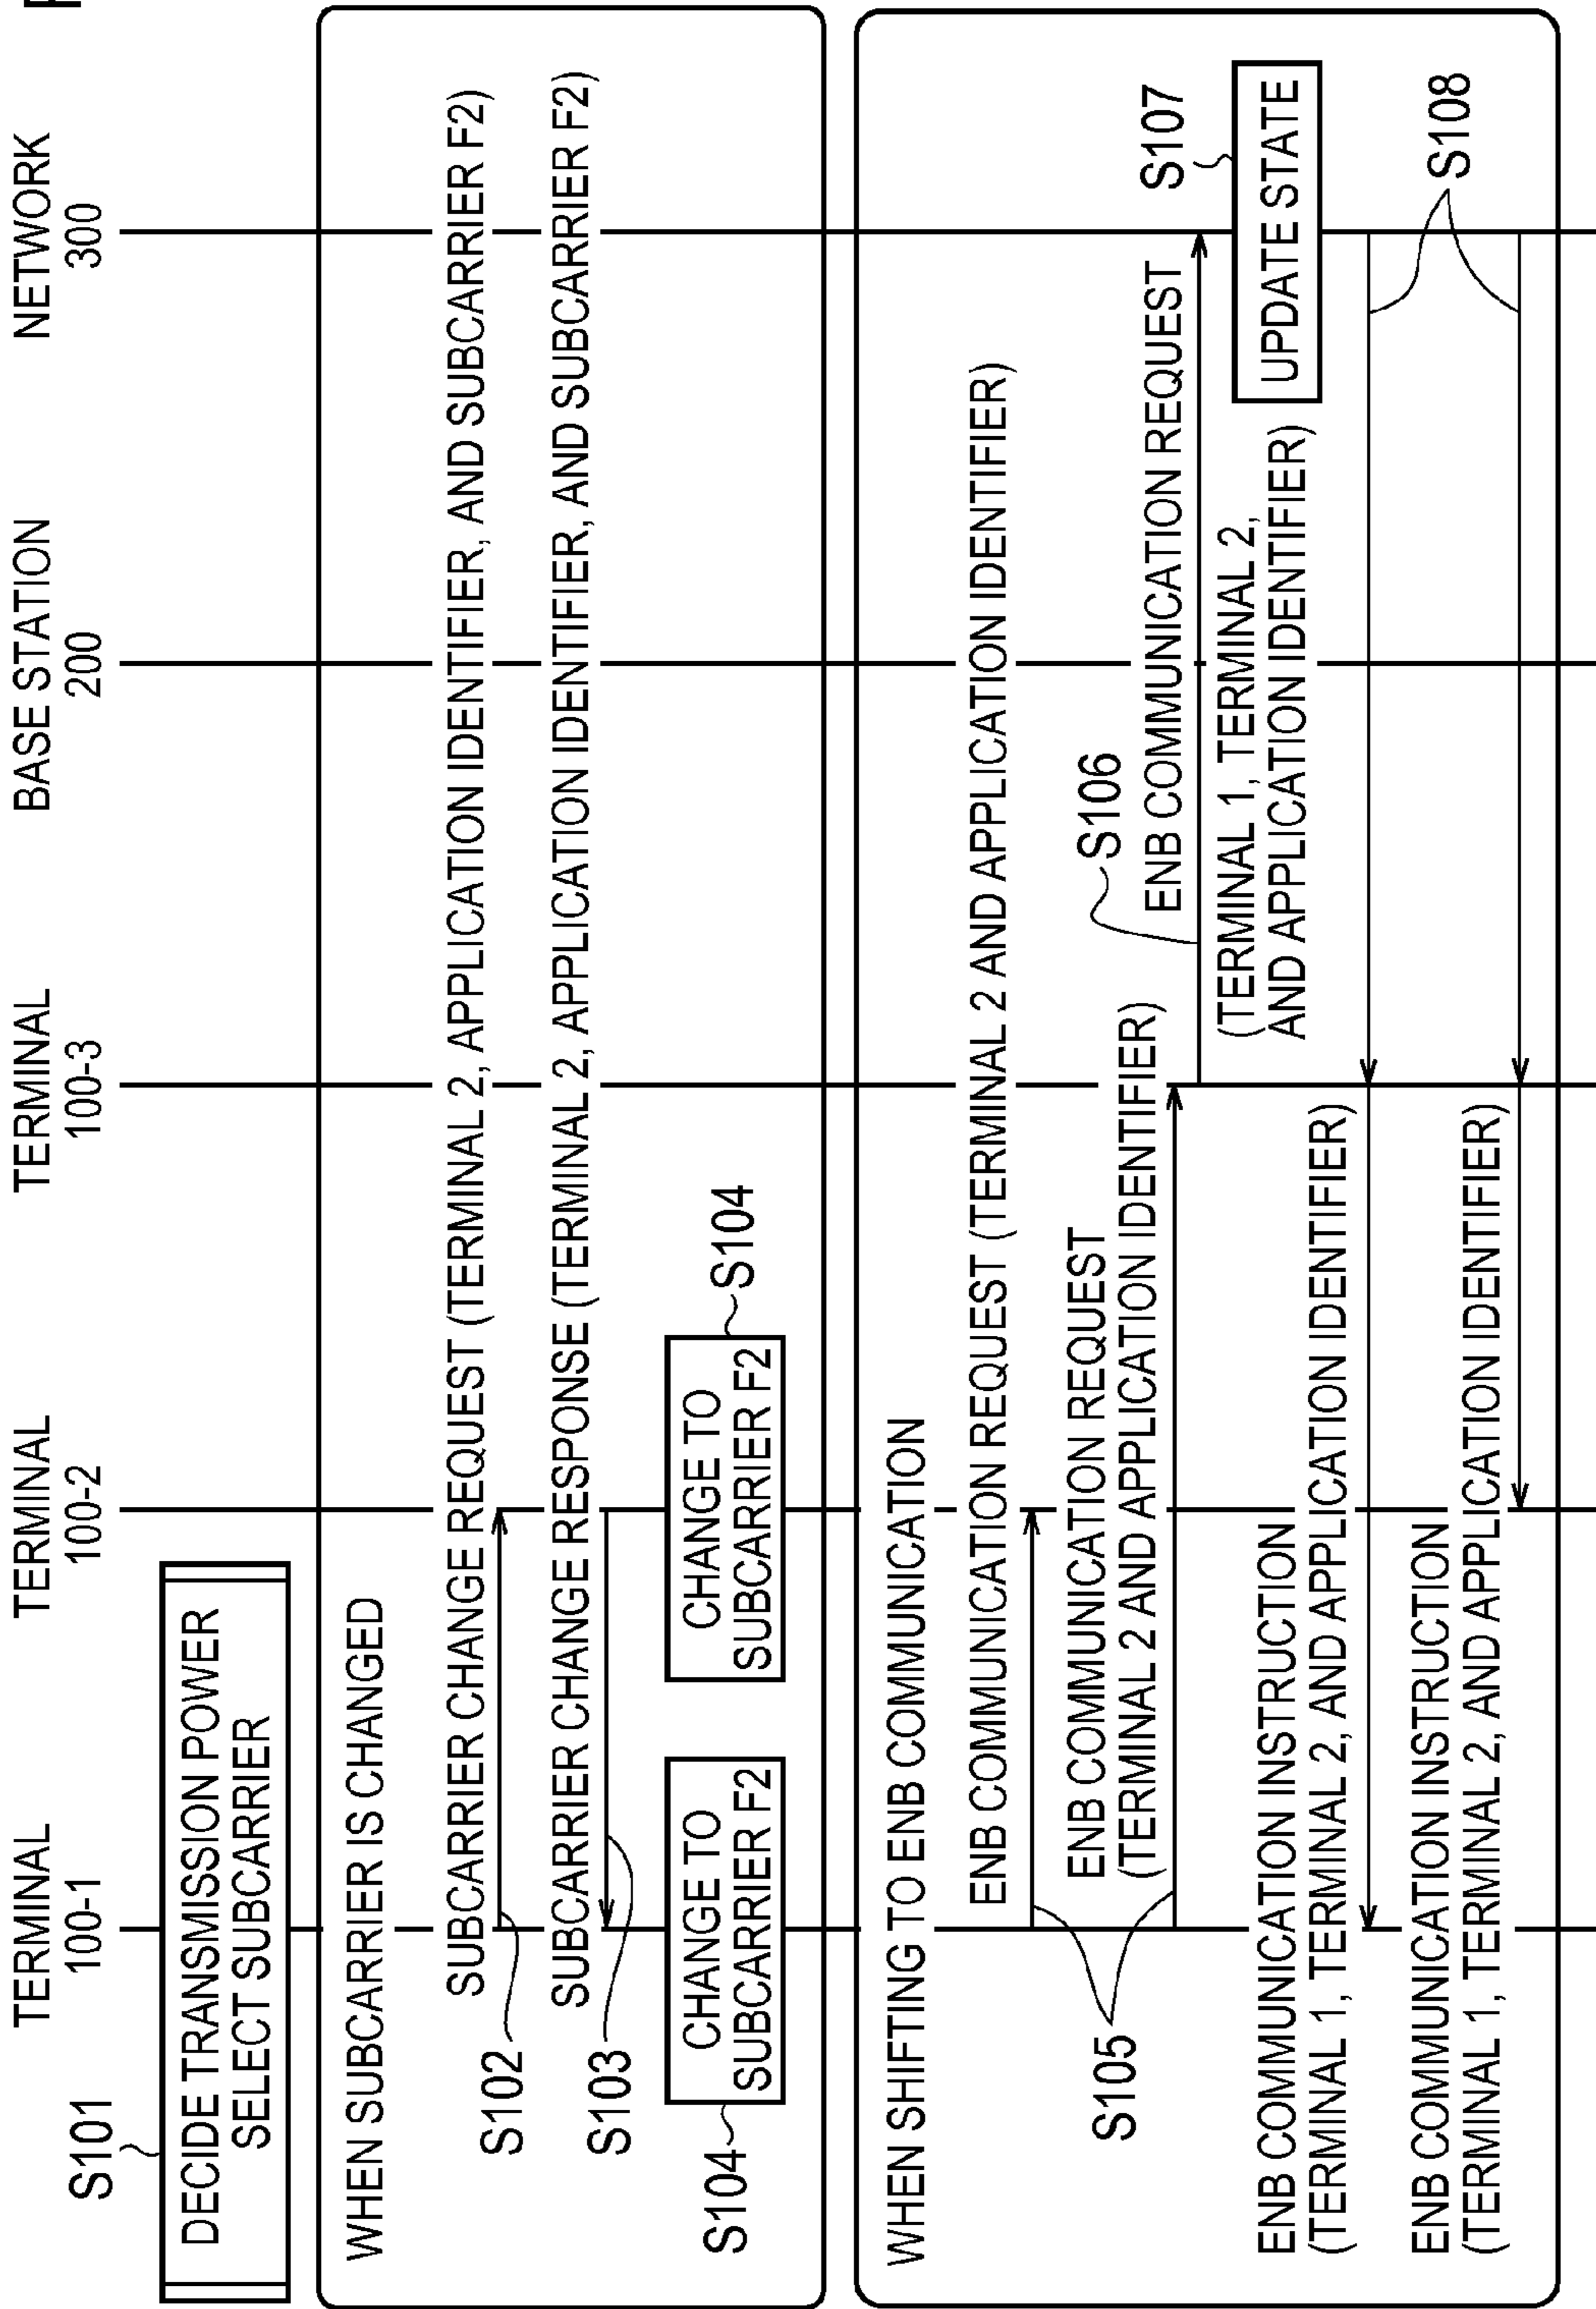 TERMINAL
100-1
TERMINAL
100-2
TERMINAL
100-3
BASE STATION
200
NETWORK
300
S101
DECIDE TRANSMISSION POWER
SELECT SUBCARRIER
WHEN SUBCARRIER IS CHANGED
SUBCARRIER CHANGE REQUEST (TERMINAL 2, APPLICATION IDENTIFIER, AND SUBCARRIER F2)
S102
SUBCARRIER CHANGE RESPONSE (TERMINAL 2, APPLICATION IDENTIFIER, AND SUBCARRIER F2)
S103
S104
CHANGE TO
SUBCARRIER F2
CHANGE TO
SUBCARRIER F2
S104
WHEN SHIFTING TO ENB COMMUNICATION
ENB COMMUNICATION REQUEST (TERMINAL 2 AND APPLICATION IDENTIFIER)
ENB COMMUNICATION REQUEST
(TERMINAL 2 AND APPLICATION IDENTIFIER)
S105
S106
ENB COMMUNICATION REQUEST
(TERMINAL 1, TERMINAL 2,
AND APPLICATION IDENTIFIER)
S107
UPDATE STATE
ENB COMMUNICATION INSTRUCTION
(TERMINAL 1, TERMINAL 2, AND APPLICATION IDENTIFIER)
ENB COMMUNICATION INSTRUCTION
(TERMINAL 1, TERMINAL 2, AND APPLICATION IDENTIFIER)
S108